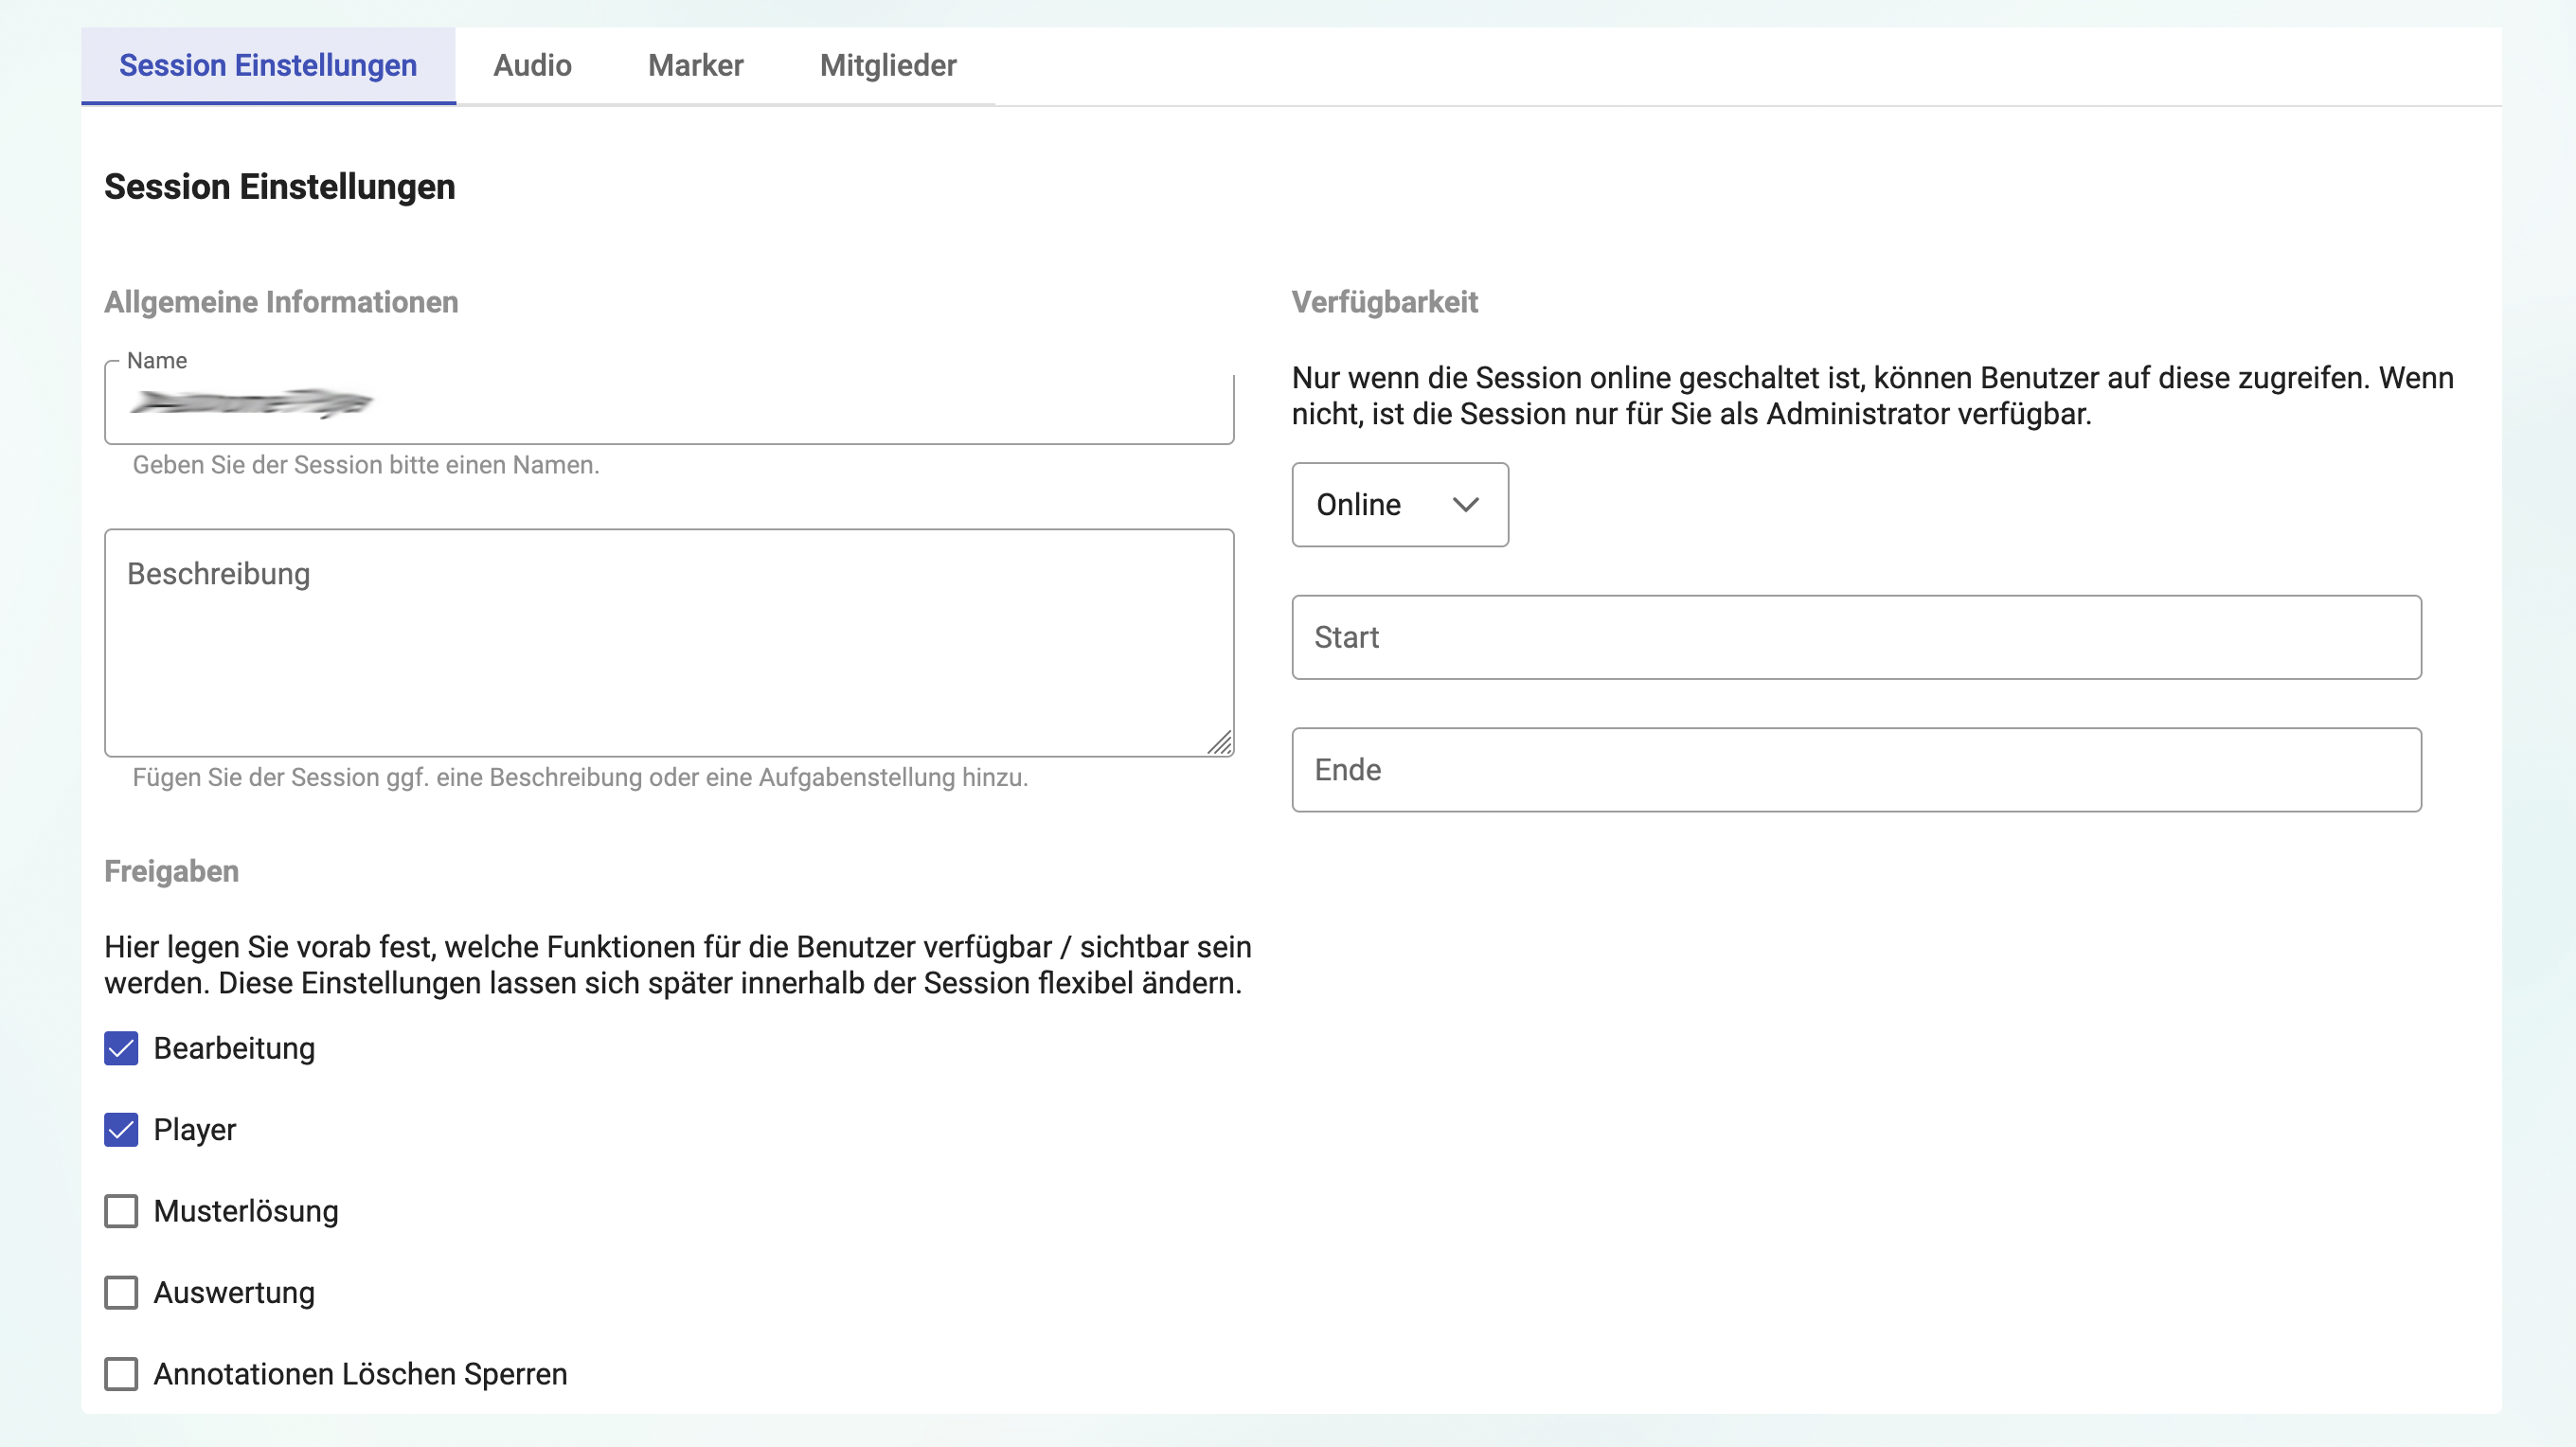 Session Einstellungen
Audio
Marker
Mitglieder
Session Einstellungen
Allgemeine Informationen
Name
Geben Sie der Session bitte einen Namen.
Beschreibung
Fügen Sie der Session ggf. eine Beschreibung oder eine Aufgabenstellung hinzu.
Verfügbarkeit
Nur wenn die Session online geschaltet ist, können Benutzer auf diese zugreifen. Wenn
nicht, ist die Session nur für Sie als Administrator verfügbar.
Online
Start
Ende
Freigaben
Hier legen Sie vorab fest, welche Funktionen für die Benutzer verfügbar / sichtbar sein
werden. Diese Einstellungen lassen sich später innerhalb der Session flexibel ändern.
Bearbeitung
Player
Musterlösung
Auswertung
Annotationen Löschen Sperren